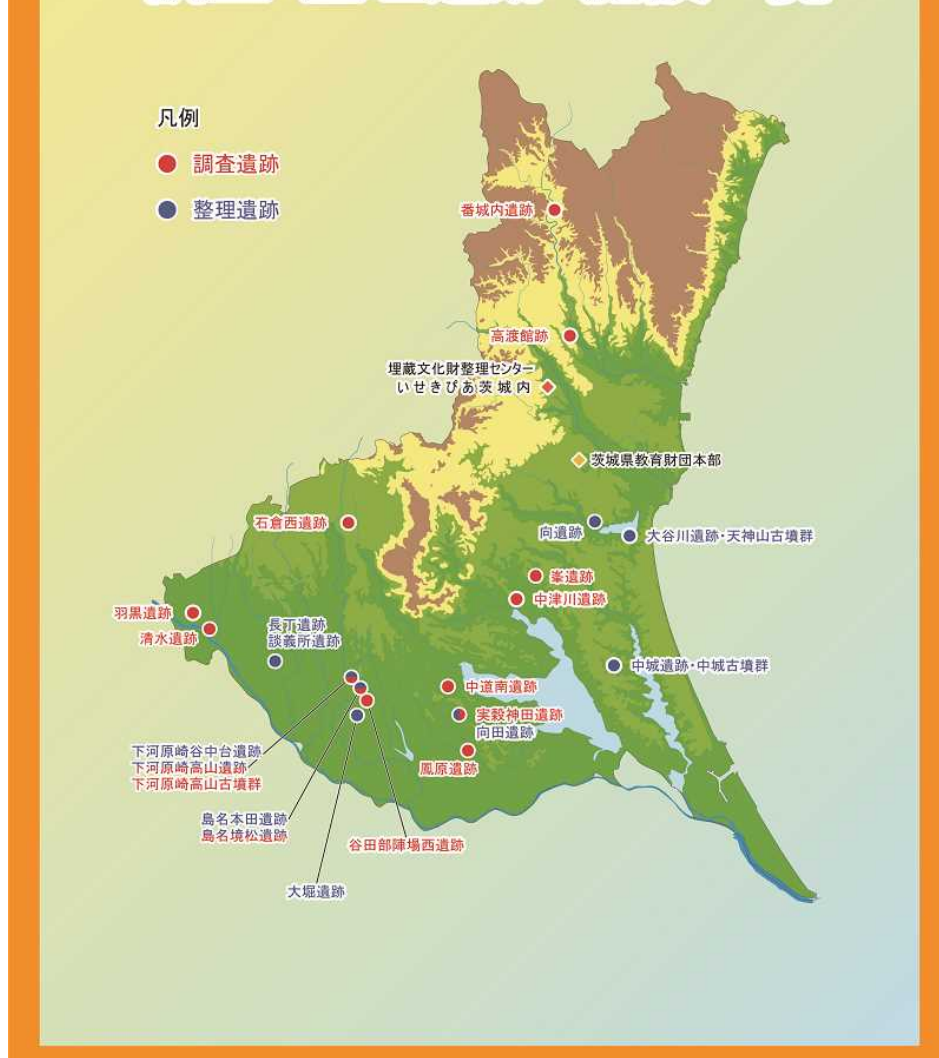 凡例
調査遺跡
整理遺跡
番城内遺跡
高渡館跡
埋蔵文化財整理センター
いせきぴあ茨城内
茨城県教育財団本部
石倉西遺跡
向遺跡
大谷川遺跡・天神山古墳群
峯遺跡
中津川遺跡
羽黒遺跡
清水遺跡
長丁遺跡
談義所遺跡
中城遺跡・中城古墳群
中道南遺跡
実穀神田遺跡
向田遺跡
鳳原遺跡
下河原崎谷中台遺跡
下河原崎高山遺跡
下河原崎高山古墳群
島名本田遺跡
島名境松遺跡
谷田部陣場西遺跡
大堀遺跡